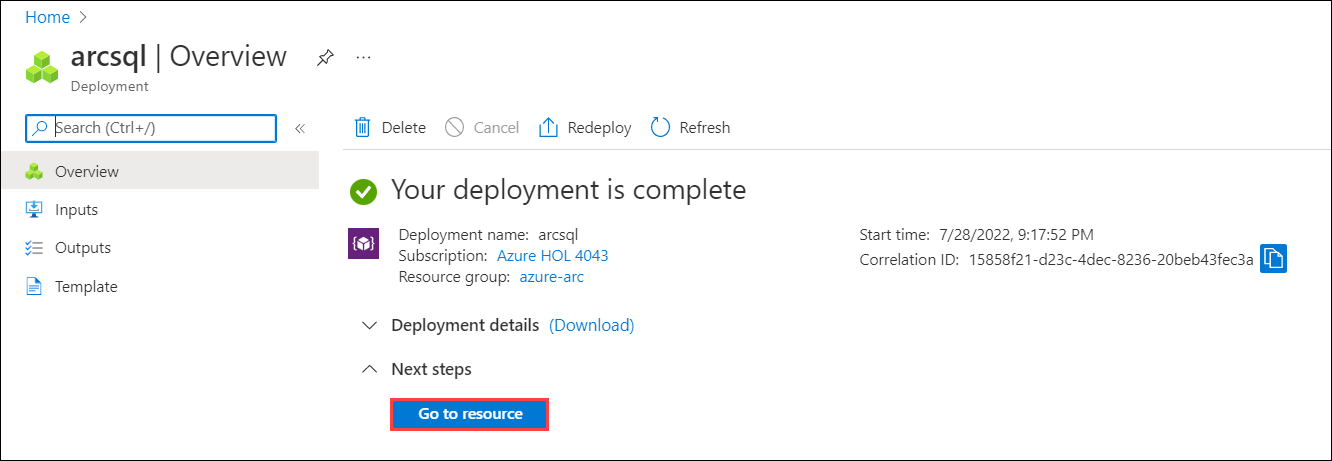 Home
arcsql | Overview
Deployment
Search (Ctrl+/)
Delete Cancel Redeploy Refresh
Overview
Inputs
Outputs
Template
Your deployment is complete
Deployment name: arcsql
Subscription: Azure HOL 4043
Resource group: azure-arc
Start time: 7/28/2022, 9:17:52 PM
Correlation ID: 15858f21-d23c-4dec-8236-20beb43fec3a
Deployment details (Download)
Next steps
Go to resource